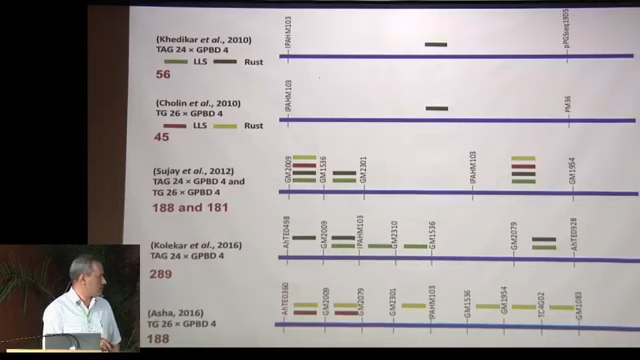 (Khedikar et al., 2010)
TAG 24 × GPBD 4
LLS Rust
56
IPAHM103
pPGSseq19D9
(Cholin et al., 2010)
TG 26 × GPBD 4
LLS Rust
45
IPAHM103
PM36
(Sujay et al., 2012)
TAG 24 × GPBD 4 and
TG 26 × GPBD 4
188 and 181
GM2009 GM1536 GM2301 IPAHM103 GM1954
(Kolekar et al., 2016)
TAG 24 × GPBD 4
289
AhTE0498 GM2009 IPAHM103 GM2310 GM1536 GM2079 AhTE0928
(Asha, 2016)
TG 26 × GPBD 4
188
AhTE0360 GM2009 GM2079 GM2301 IPAHM103 GM1536 GM1954 TC4G02 GM1083